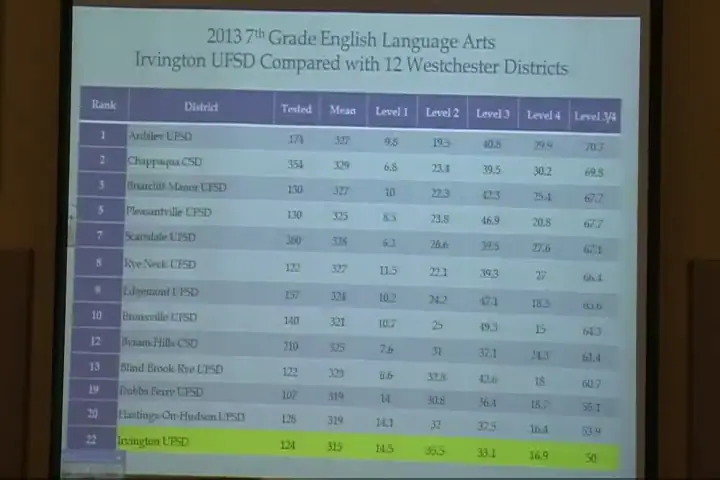 2013 7th Grade English Language Arts
Irvington UFSD Compared with 12 Westchester Districts
Rank District Tested Mean Level 1 Level 2 Level 3 Level 4 Level 3/4
1 Ardsley UFSD 174 327 9.8 19.5 40.8 29.9 70.7
2 Chappaqua CSD 354 329 6.8 23.4 39.5 30.2 69.8
3 Briarcliff Manor UFSD 130 327 10 22.3 42.3 25.4 67.7
5 Pleasantville UFSD 130 325 8.5 23.8 46.9 20.8 67.7
7 Scarsdale UFSD 328 39.5 27.6 67.1
8 Rye Neck UFSD 122 327 11.5 22.1 39.3 27 66.4
9 Edgemont UFSD 157 324 10.2 24.2 47.1 18.5 65.6
10 Bronxville UFSD 140 321 10.7 25 49.3 15 64.3
12 Byram Hills CSD 210 325 7.6 31 37.1 24.3 61.4
13 Blind Brook Rye UFSD 122 323 32.8 42.6 18 60.7
19 Dobbs Ferry UFSD 107 319 14 30.8 36.4 18.7 55.1
20 Hastings-On-Hudson UFSD 128 319 14.1 32 37.5 16.4 53.9
22 Irvington UFSD 124 315 14.5 35.5 33.1 16.9 50